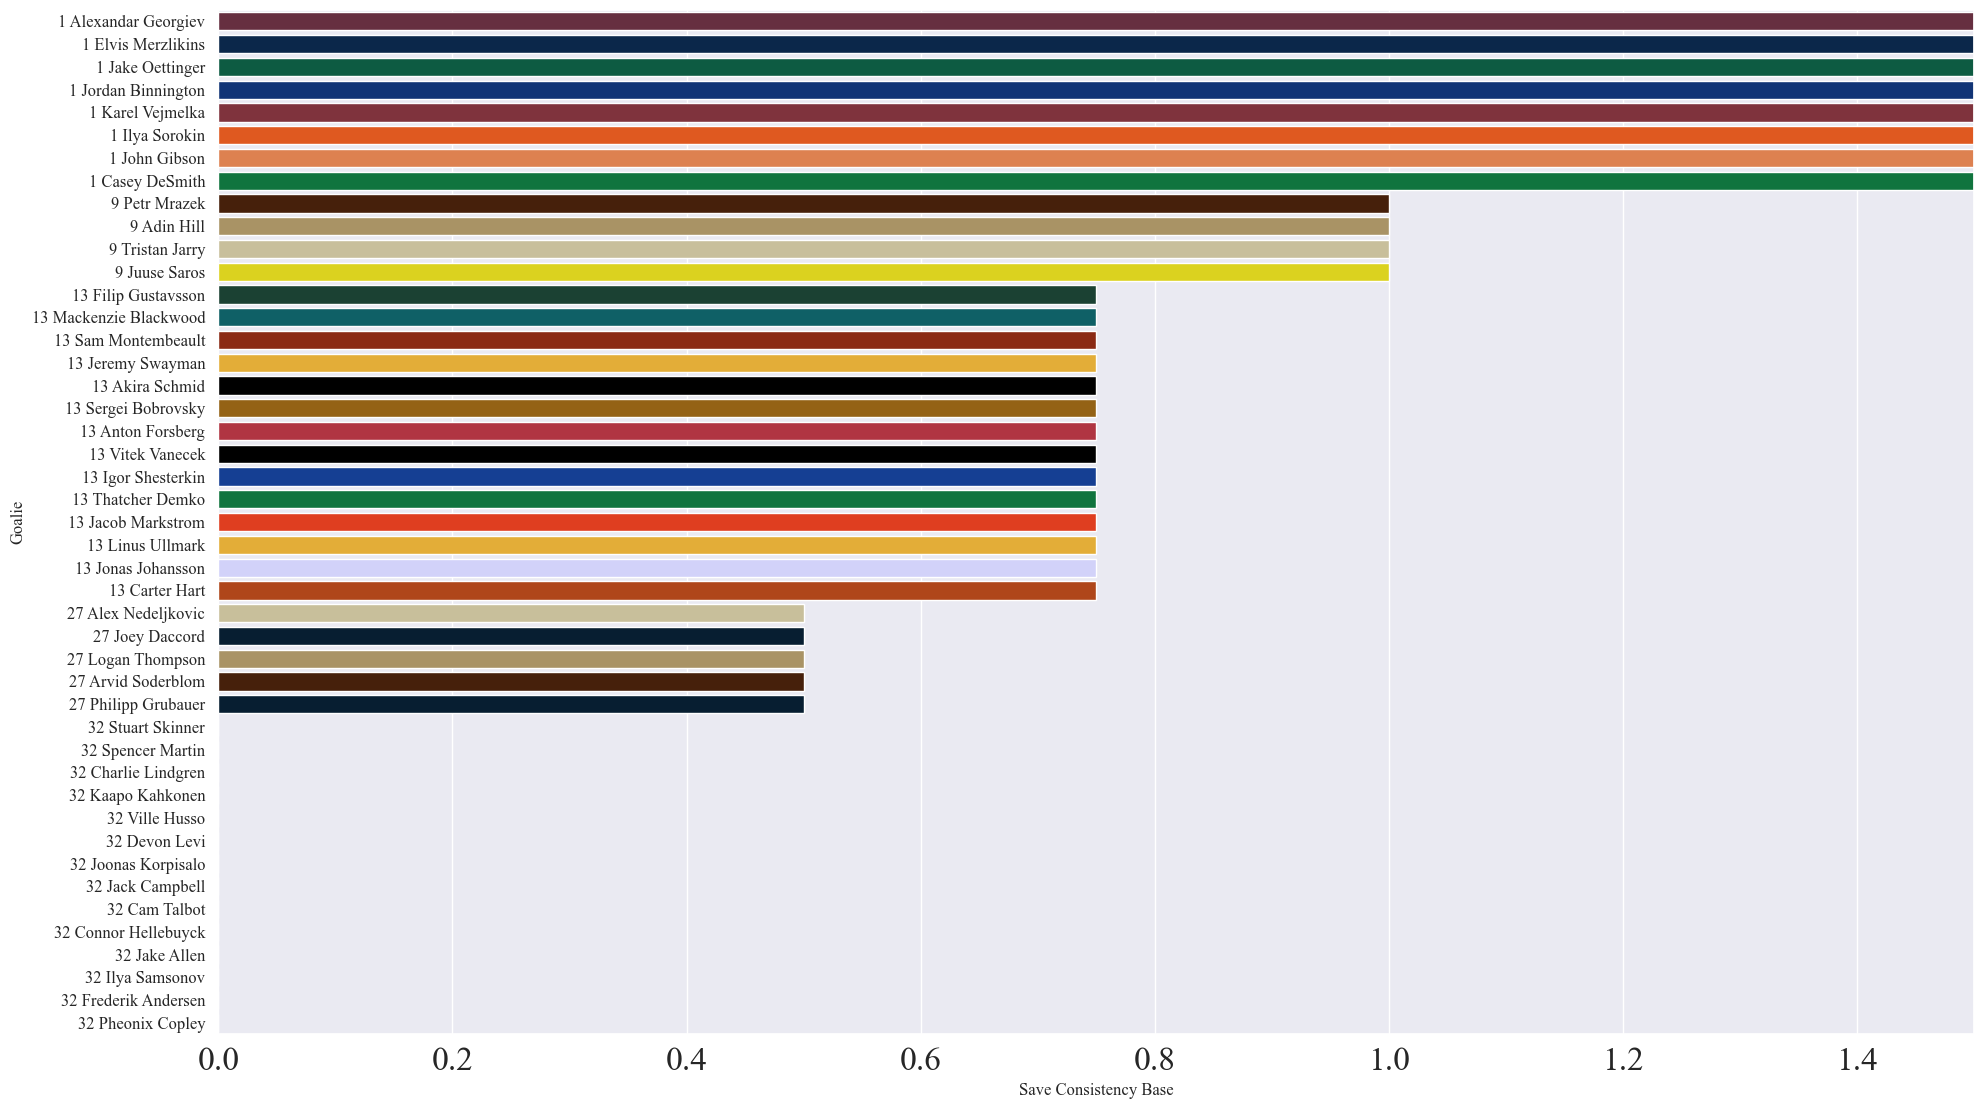 1 Alexandar Georgiev
1 Elvis Merzlikins
1 Jake Oettinger
1 Jordan Binnington
1 Karel Vejmelka
1 Ilya Sorokin
1 John Gibson
1 Casey DeSmith
9 Petr Mrazek
9 Adin Hill
9 Tristan Jarry
9 Juuse Saros
13 Filip Gustavsson
13 Mackenzie Blackwood
13 Sam Montembeault
13 Jeremy Swayman
13 Akira Schmid
13 Sergei Bobrovsky
13 Anton Forsberg
13 Vitek Vanecek
13 Igor Shesterkin
13 Thatcher Demko
13 Jacob Markstrom
13 Linus Ullmark
13 Jonas Johansson
13 Carter Hart
27 Alex Nedeljkovic
27 Joey Daccord
27 Logan Thompson
27 Arvid Soderblom
27 Philipp Grubauer
32 Stuart Skinner
32 Spencer Martin
32 Charlie Lindgren
32 Kaapo Kahkonen
32 Ville Husso
32 Devon Levi
32 Joonas Korpisalo
32 Jack Campbell
32 Cam Talbot
32 Connor Hellebuyck
32 Jake Allen
32 Ilya Samsonov
32 Frederik Andersen
32 Pheonix Copley
Goalie
0.0 0.2 0.4 0.6 0.8 1.0 1.2 1.4
Save Consistency Base